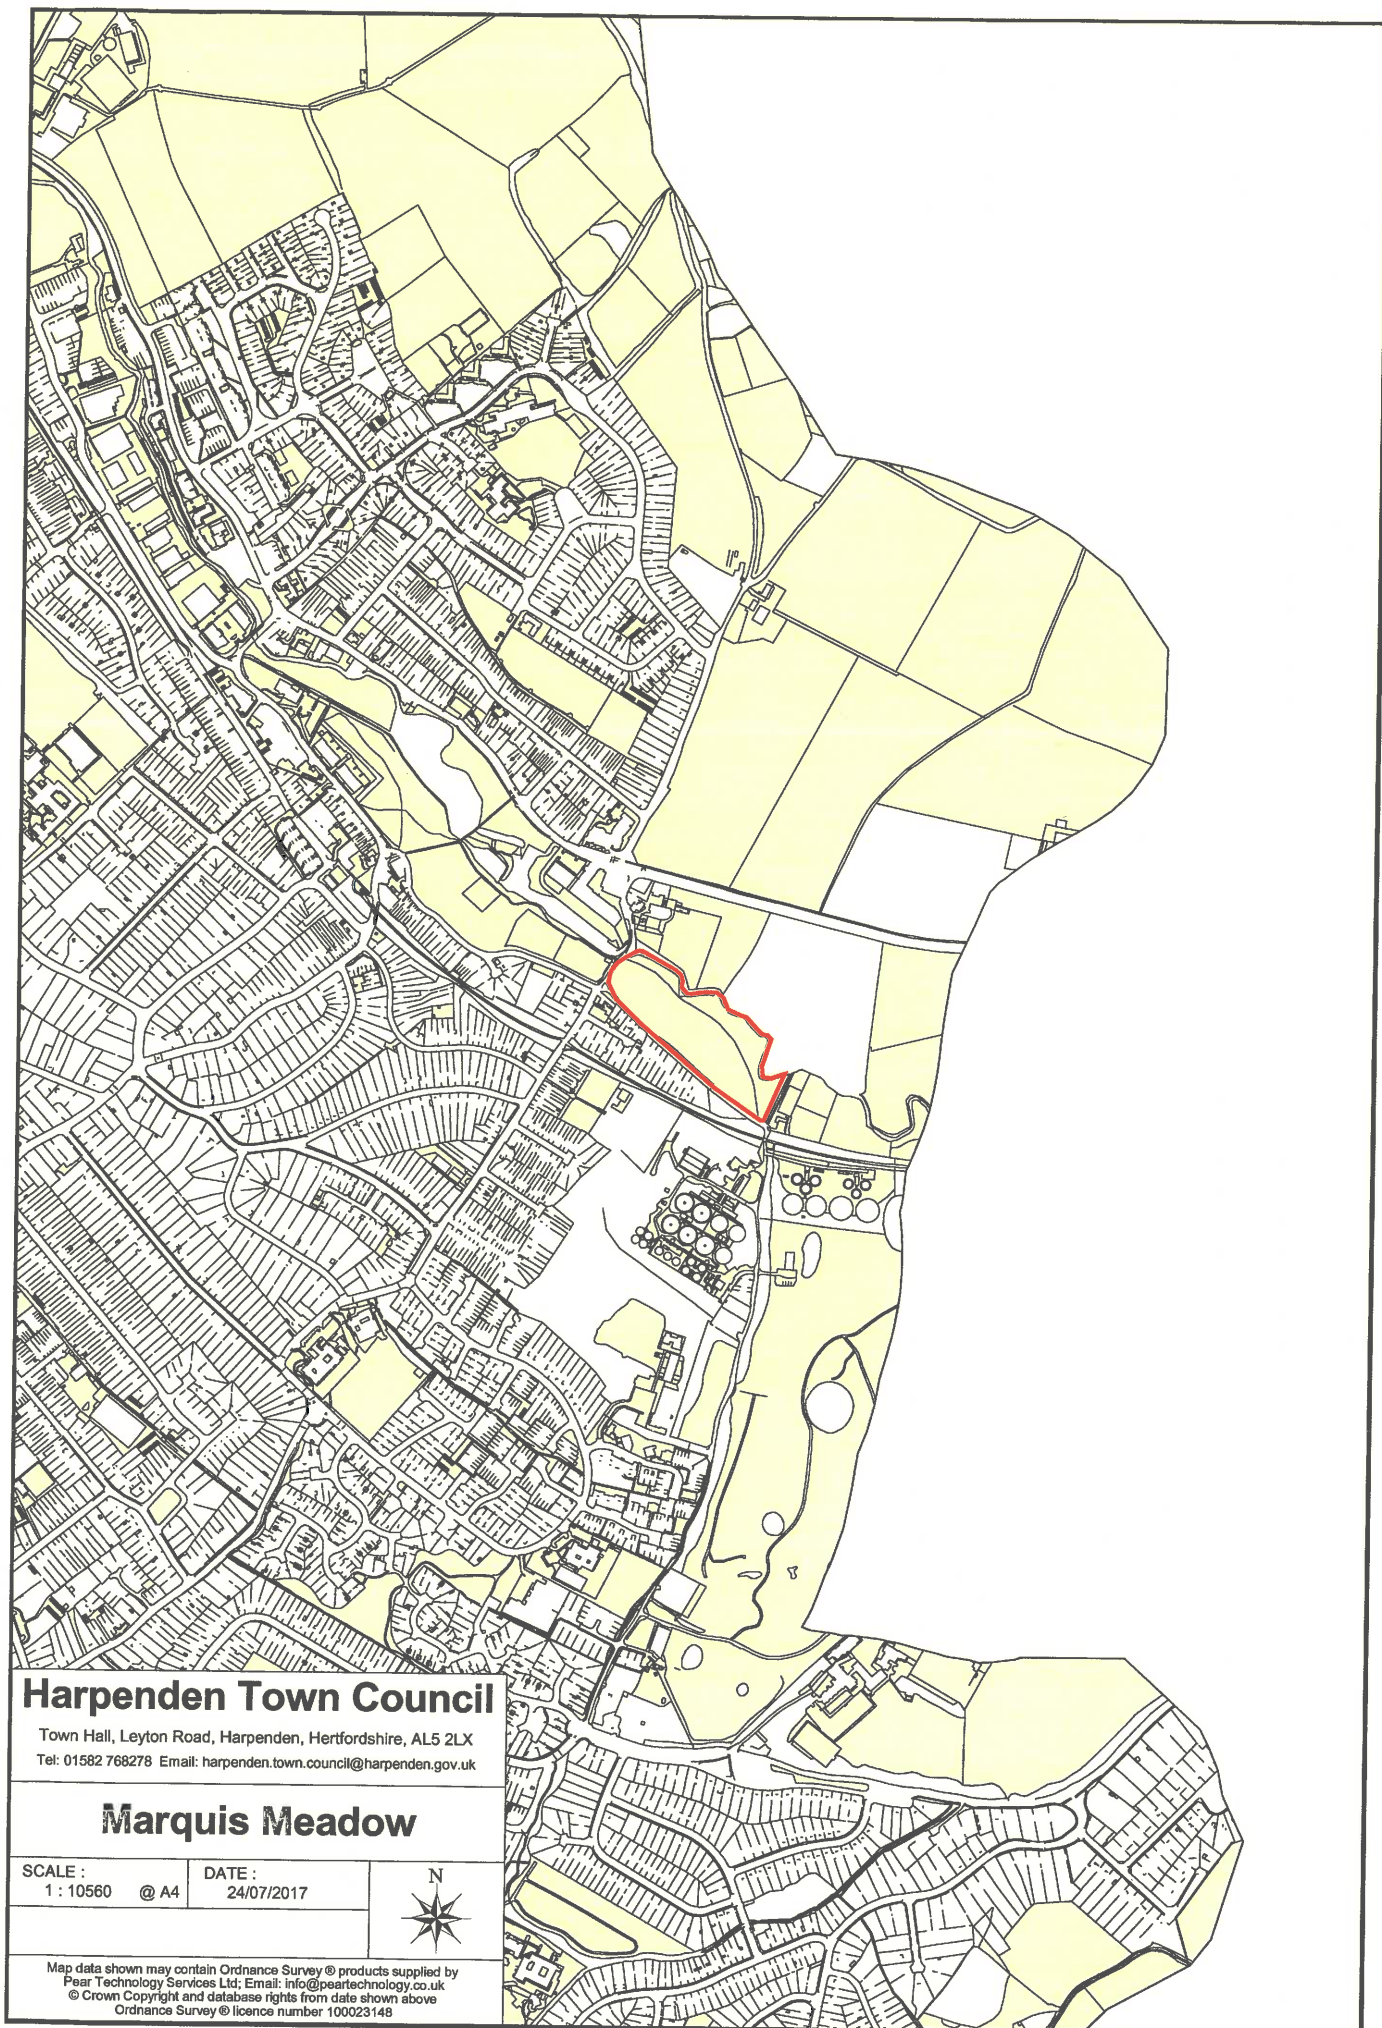 Harpenden Town Council
Town Hall, Leyton Road, Harpenden, Hertfordshire, AL5 2LX
Tel: 01582 768278 Email: harpenden.town.council@harpenden.gov.uk
Marquis Meadow
SCALE :
1 : 10560 @ A4
DATE :
24/07/2017
N
Map data shown may contain Ordnance Survey ® products supplied by
Pear Technology Services Ltd; Email: info@peartechnology.co.uk
© Crown Copyright and database rights from date shown above
Ordnance Survey ® licence number 100023148